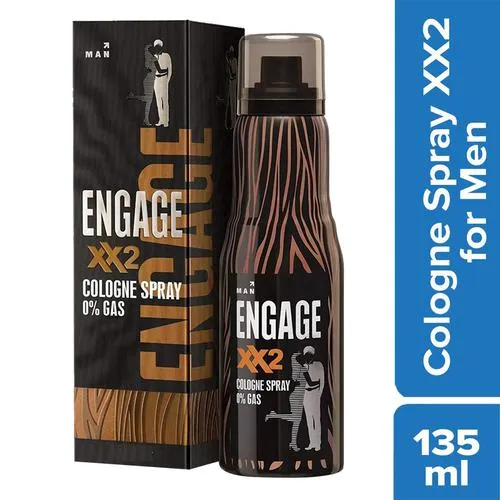 MAN
ENGAGE
ENGAGE
XX2
COLOGNE SPRAY
0% GAS
MAN
ENGAGE
XX2
COLOGNE SPRAY
0% GAS
Cologne Spray XX2
for Men
135
ml